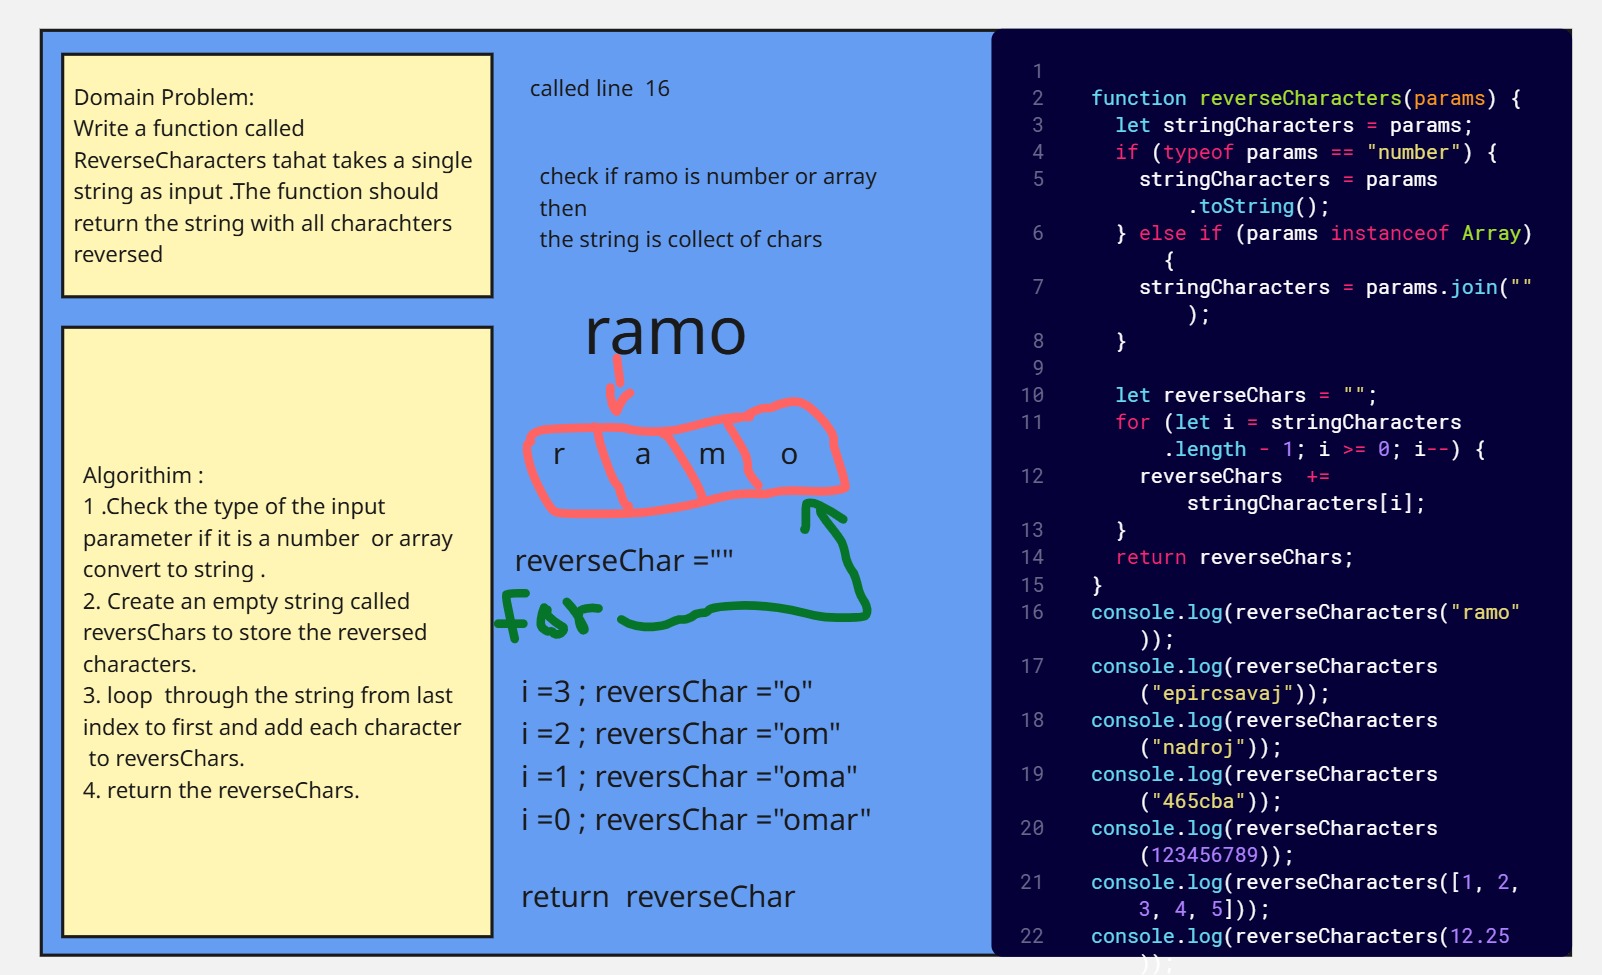 Domain Problem:
Write a function called
ReverseCharacters tahat takes a single
string as input .The function should
return the string with all charachters
reversed
Algorithim :
1 .Check the type of the input
parameter if it is a number  or array
convert to string .
2. Create an empty string called
reversChars to store the reversed
characters.
3. loop  through the string from last
index to first and add each character
 to reversChars.
4. return the reverseChars.
called line  16
check if ramo is number or array
then
the string is collect of chars
ramo
r a m o
reverseChar =""
For
i =3 ; reversChar ="o"
i =2 ; reversChar ="om"
i =1 ; reversChar ="oma"
i =0 ; reversChar ="omar"
return  reverseChar
1
2 function reverseCharacters(params) {
3 let stringCharacters = params;
4 if (typeof params == "number") {
5 stringCharacters = params
.toString();
6 } else if (params instanceof Array)
{
7 stringCharacters = params.join(""
);
8 }
9
10 let reverseChars = "";
11 for (let i = stringCharacters
.length - 1; i >= 0; i--) {
12 reverseChars  +=
stringCharacters[i];
13 }
14 return reverseChars;
15 }
16 console.log(reverseCharacters("ramo"
));
17 console.log(reverseCharacters
("epircsavaj"));
18 console.log(reverseCharacters
("nadroj"));
19 console.log(reverseCharacters
("465cba"));
20 console.log(reverseCharacters
(123456789));
21 console.log(reverseCharacters([1, 2,
3, 4, 5]));
22 console.log(reverseCharacters(12.25
));